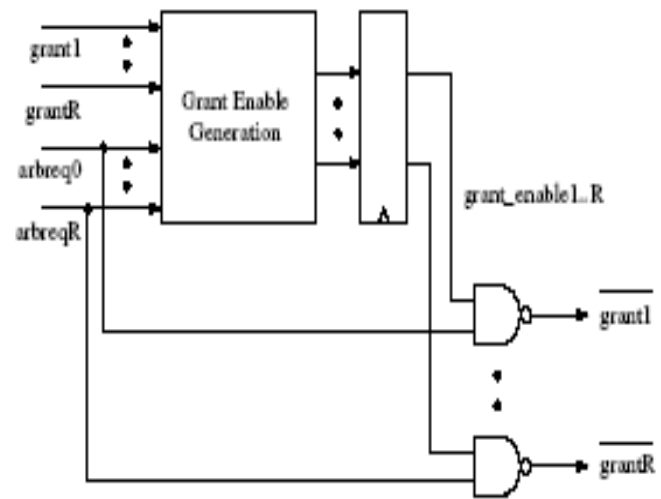 grant1
grantR
arbreq0
arbreqR
Grant Enable
Generation
grant_enable1..R
grant1
grantR